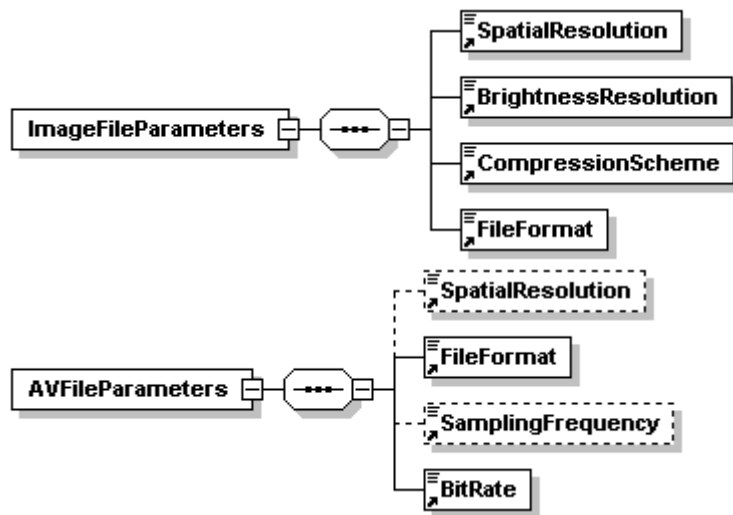 SpatialResolution
BrightnessResolution
ImageFileParameters
CompressionScheme
FileFormat
SpatialResolution
FileFormat
AVFileParameters
SamplingFrequency
BitRate